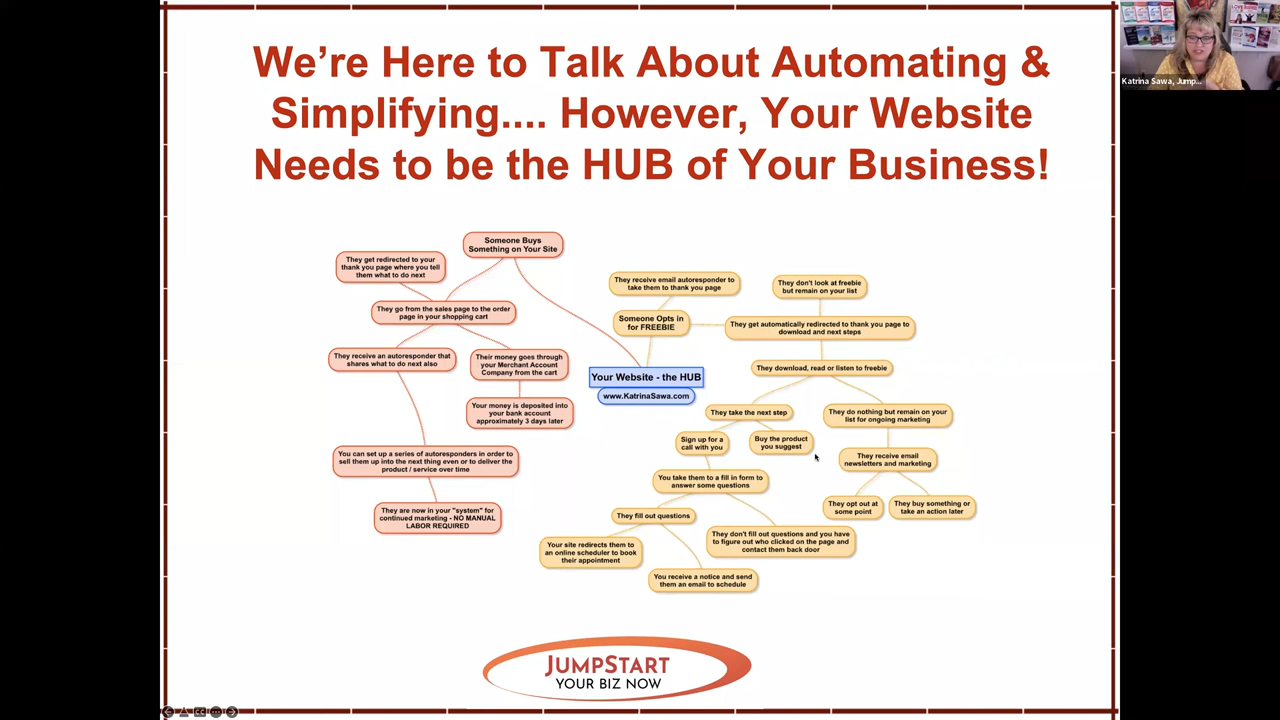 We're Here to Talk About Automating &
Simplifying.... However, Your Website
Needs to be the HUB of Your Business!
Katrina Sawa, Jump...
Someone Buys
Something on Your Site
They get redirected to your
thank you page where you tell
them what to do next
They go from the sales page to the order
page in your shopping cart
They receive an autoresponder that
shares what to do next also
Their money goes through
your Merchant Account
Company from the cart
Your money is deposited into
your bank account
approximately 3 days later
You can set up a series of autoresponders in order to
sell them up into the next thing even or to deliver the
product / service over time
They are now in your "system" for
continued marketing - NO MANUAL
LABOR REQUIRED
Your Website - the HUB
www.KatrinaSawa.com
They receive email autoresponder to
take them to thank you page
Someone Opts in
for FREEBIE
They don't look at freebie
but remain on your list
They get automatically redirected to thank you page to
download and next steps
They download, read or listen to freebie
They take the next step
They do nothing but remain on your
list for ongoing marketing
Sign up for a
call with you
Buy the product
you suggest
They receive email
newsletters and marketing
You take them to a fill in form to
answer some questions
They opt out at
some point
They buy something or
take an action later
They fill out questions
They don't fill out questions and you have
to figure out who clicked on the page and
contact them back door
Your site redirects them to
an online scheduler to book
their appointment
You receive a notice and send
them an email to schedule
JUMPSTART
YOUR BIZ NOW